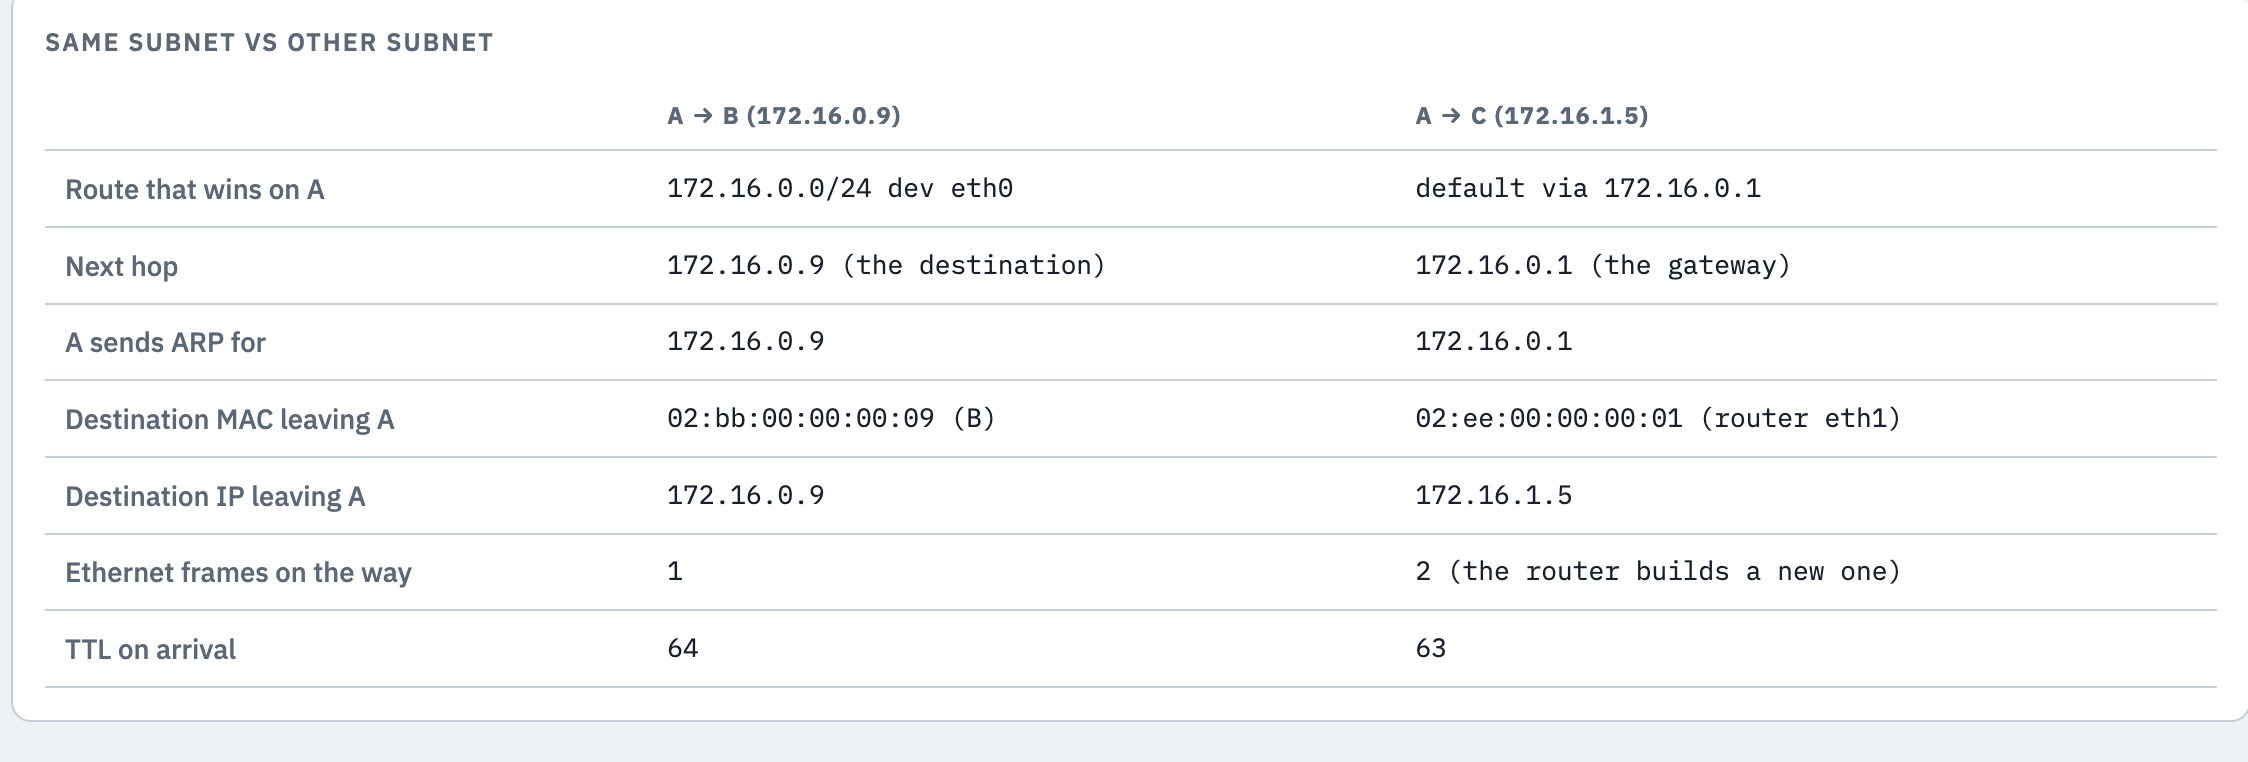 SAME SUBNET VS OTHER SUBNET
A → B (172.16.0.9) A → C (172.16.1.5)
Route that wins on A 172.16.0.0/24 dev eth0 default via 172.16.0.1
Next hop 172.16.0.9 (the destination) 172.16.0.1 (the gateway)
A sends ARP for 172.16.0.9 172.16.0.1
Destination MAC leaving A 02:bb:00:00:00:09 (B) 02:ee:00:00:00:01 (router eth1)
Destination IP leaving A 172.16.0.9 172.16.1.5
Ethernet frames on the way 1 2 (the router builds a new one)
TTL on arrival 64 63